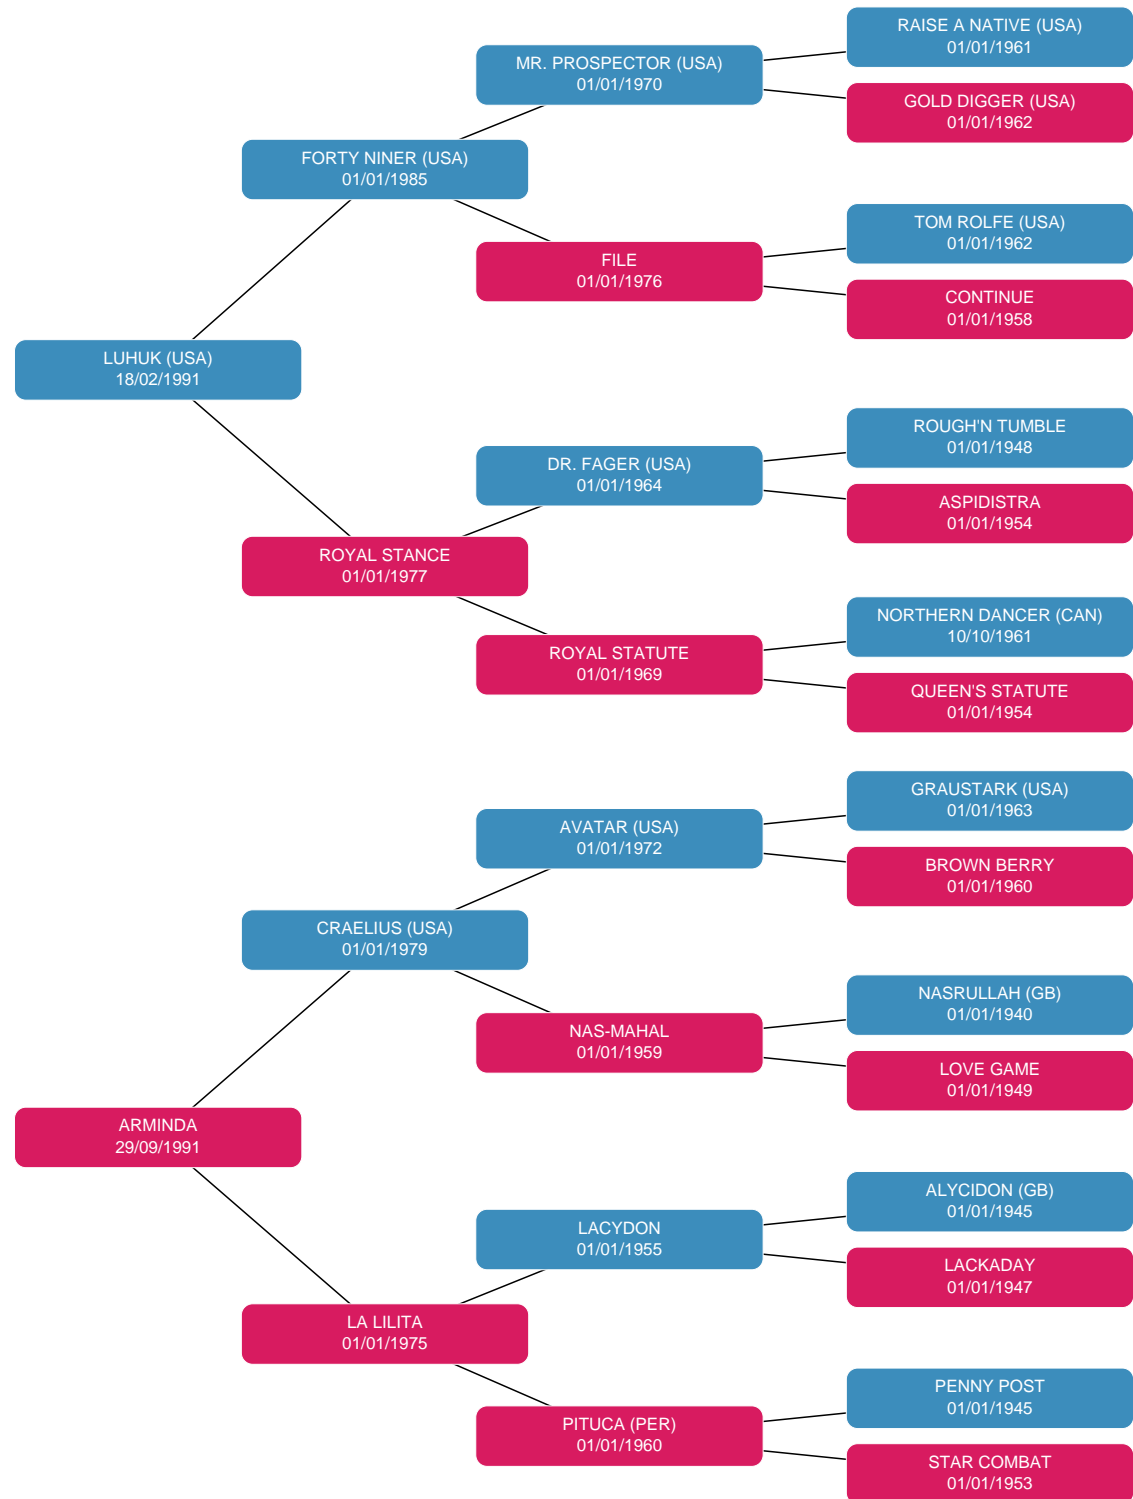 RAISE A NATIVE (USA)
01/01/1961
MR. PROSPECTOR (USA)
01/01/1970
GOLD DIGGER (USA)
01/01/1962
FORTY NINER (USA)
01/01/1985
TOM ROLFE (USA)
01/01/1962
FILE
01/01/1976
CONTINUE
01/01/1958
LUHUK (USA)
18/02/1991
ROUGH'N TUMBLE
01/01/1948
DR. FAGER (USA)
01/01/1964
ASPIDISTRA
01/01/1954
ROYAL STANCE
01/01/1977
NORTHERN DANCER (CAN)
10/10/1961
ROYAL STATUTE
01/01/1969
QUEEN'S STATUTE
01/01/1954
GRAUSTARK (USA)
01/01/1963
AVATAR (USA)
01/01/1972
BROWN BERRY
01/01/1960
CRAELIUS (USA)
01/01/1979
NASRULLAH (GB)
01/01/1940
NAS-MAHAL
01/01/1959
LOVE GAME
01/01/1949
ARMINDA
29/09/1991
ALYCIDON (GB)
01/01/1945
LACYDON
01/01/1955
LACKADAY
01/01/1947
LA LILITA
01/01/1975
PENNY POST
01/01/1945
PITUCA (PER)
01/01/1960
STAR COMBAT
01/01/1953